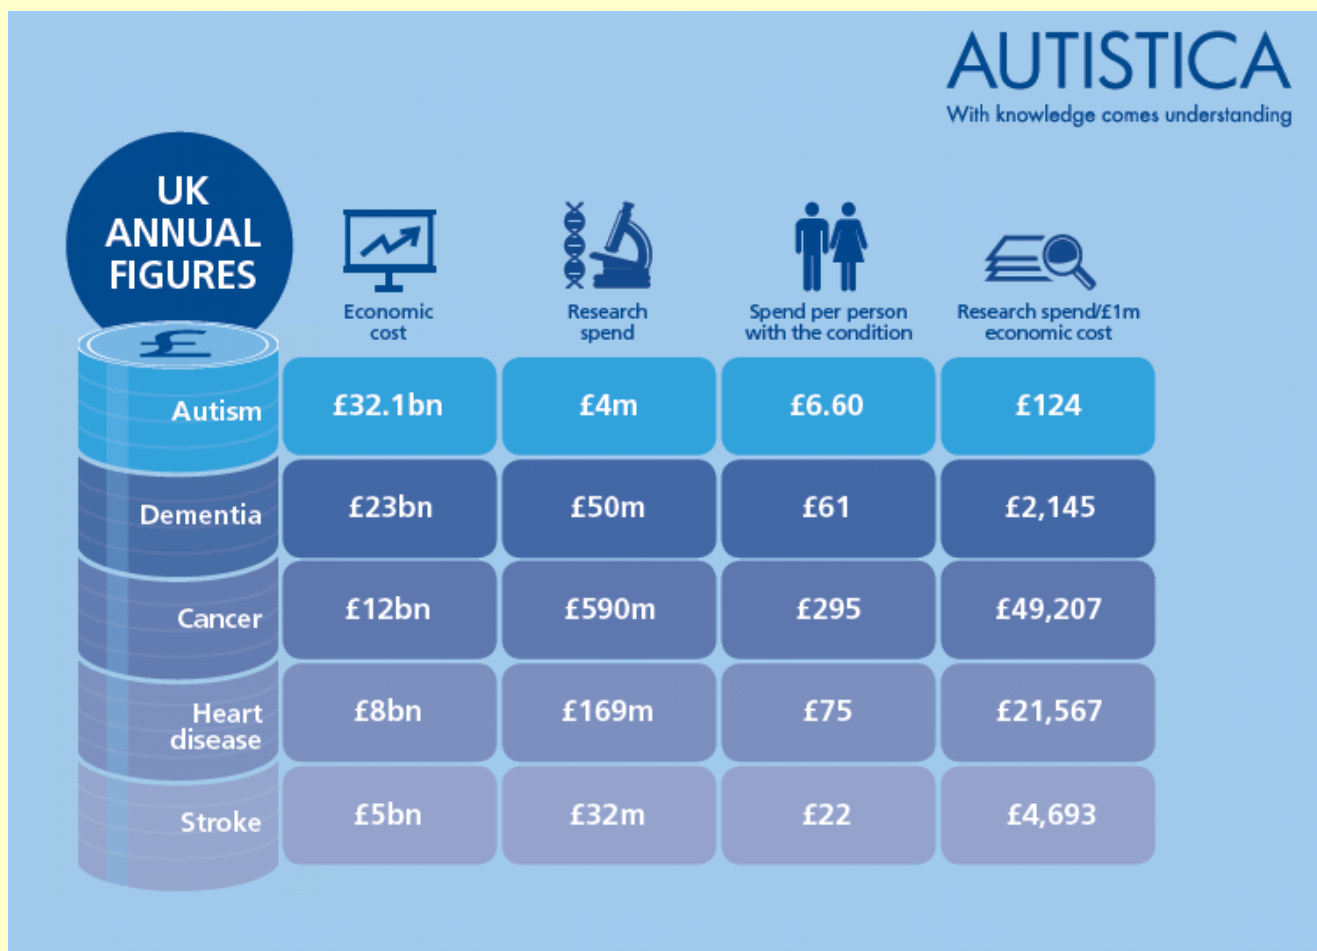 AUTISTICA
With knowledge comes understanding
UK
ANNUAL
FIGURES
£
Economic
cost
Research
spend
Spend per person
with the condition
Research spend/£1m
economic cost
Autism
£32.1bn
£4m
£6.60
£124
Dementia
£23bn
£50m
£61
£2,145
Cancer
£12bn
£590m
£295
£49,207
Heart
disease
£8bn
£169m
£75
£21,567
Stroke
£5bn
£32m
£22
£4,693